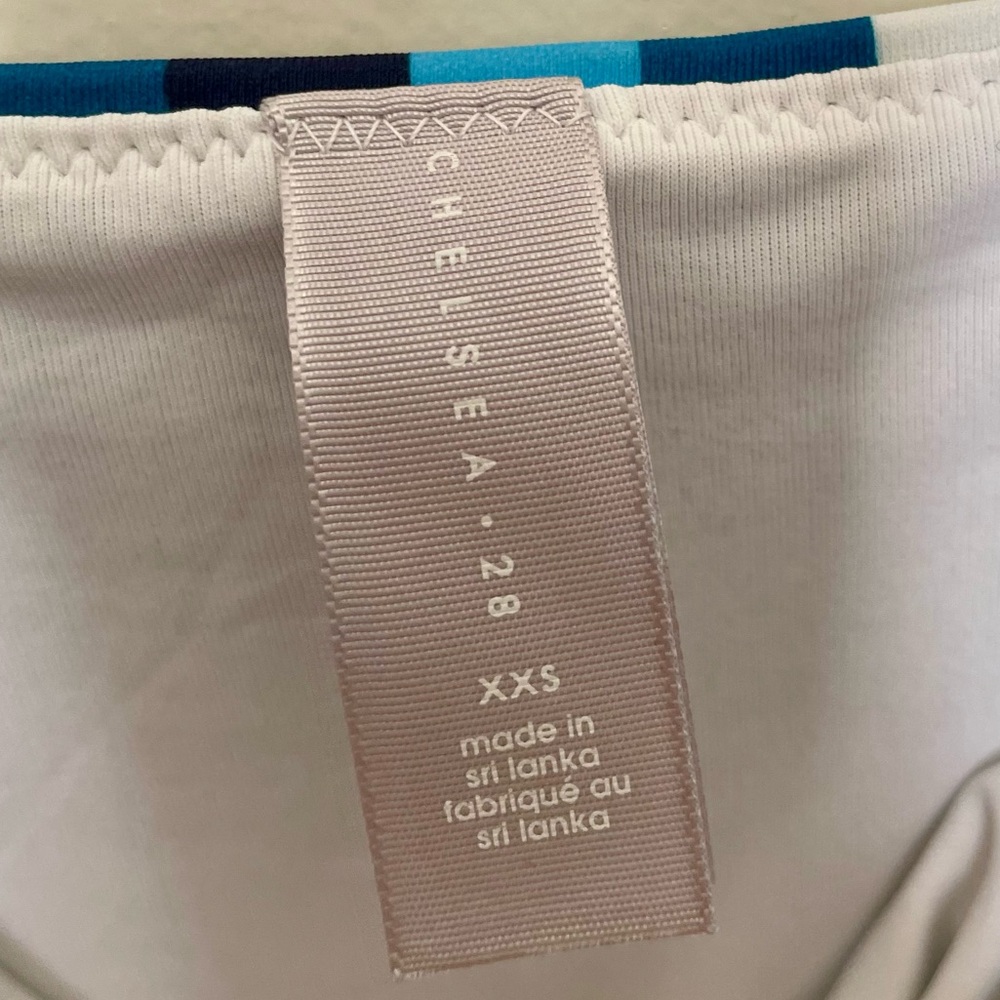 CHELSEA • 28
XXS
made in
sri lanka
fabriqué au
sri lanka